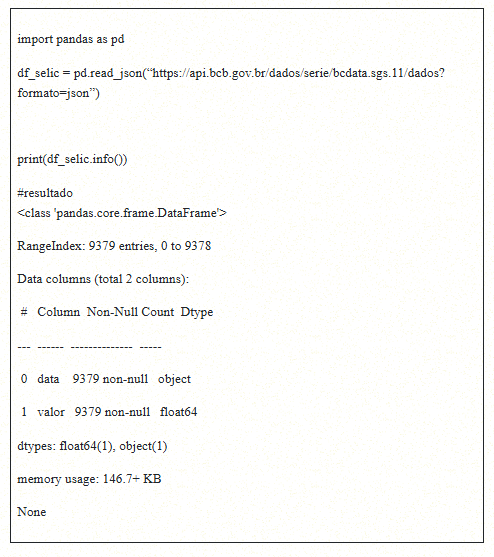 import pandas as pd
df_selic = pd.read_json(“https://api.bcb.gov.br/dados/serie/bcdata.sgs.11/dados?
formato=json”)
print(df_selic.info())
#resultado
<class 'pandas.core.frame.DataFrame'>
RangeIndex: 9379 entries, 0 to 9378
Data columns (total 2 columns):
#   Column  Non-Null Count  Dtype
---  ------  --------------  -----
0   data    9379 non-null   object
1   valor   9379 non-null   float64
dtypes: float64(1), object(1)
memory usage: 146.7+ KB
None